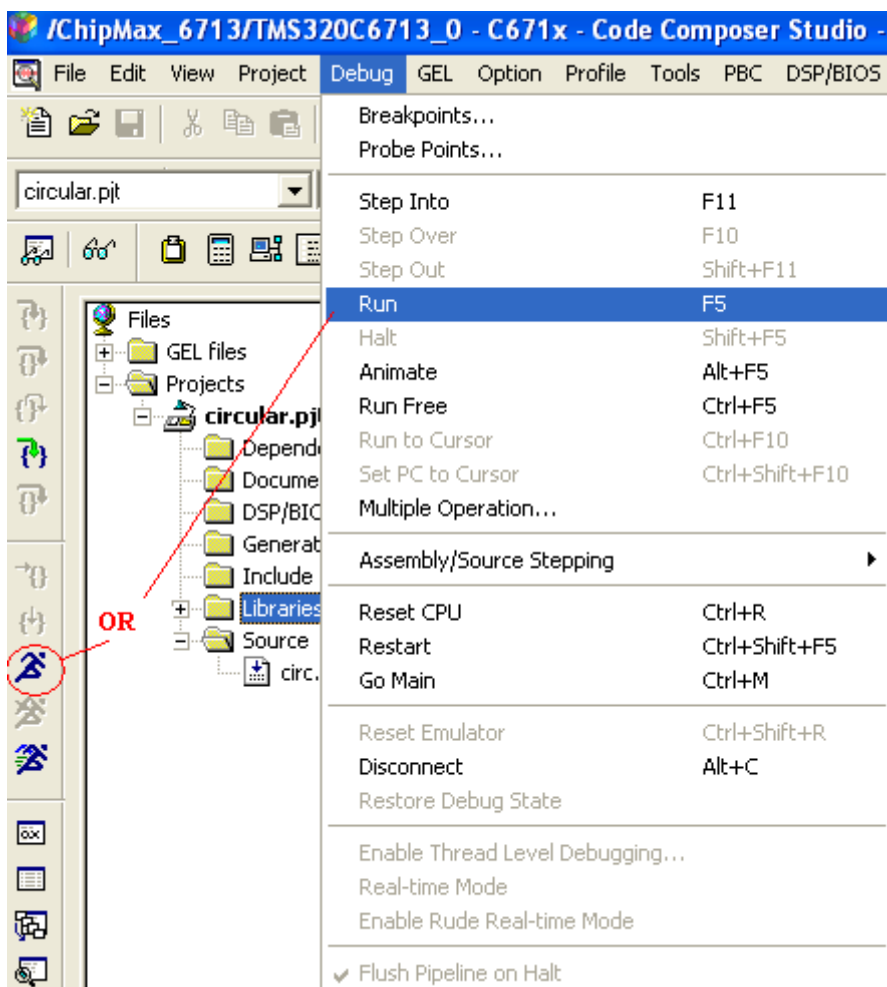 /ChipMax_6713/TMS320C6713_0 - C671x - Code Composer Studio -
File Edit View Project Debug GEL Option Profile Tools PBC DSP/BIOS
circular.pjt
Files
GEL files
Projects
circular.pj
Depend
Docume
DSP/BIO
Generat
Include
Libraries
Source
circ.
OR
Breakpoints...
Probe Points...
Step Into F11
Step Over F10
Step Out Shift+F11
Run F5
Halt Shift+F5
Animate Alt+F5
Run Free Ctrl+F5
Run to Cursor Ctrl+F10
Set PC to Cursor Ctrl+Shift+F10
Multiple Operation...
Assembly/Source Stepping
Reset CPU Ctrl+R
Restart Ctrl+Shift+F5
Go Main Ctrl+M
Reset Emulator Ctrl+Shift+R
Disconnect Alt+C
Restore Debug State
Enable Thread Level Debugging...
Real-time Mode
Enable Rude Real-time Mode
Flush Pipeline on Halt